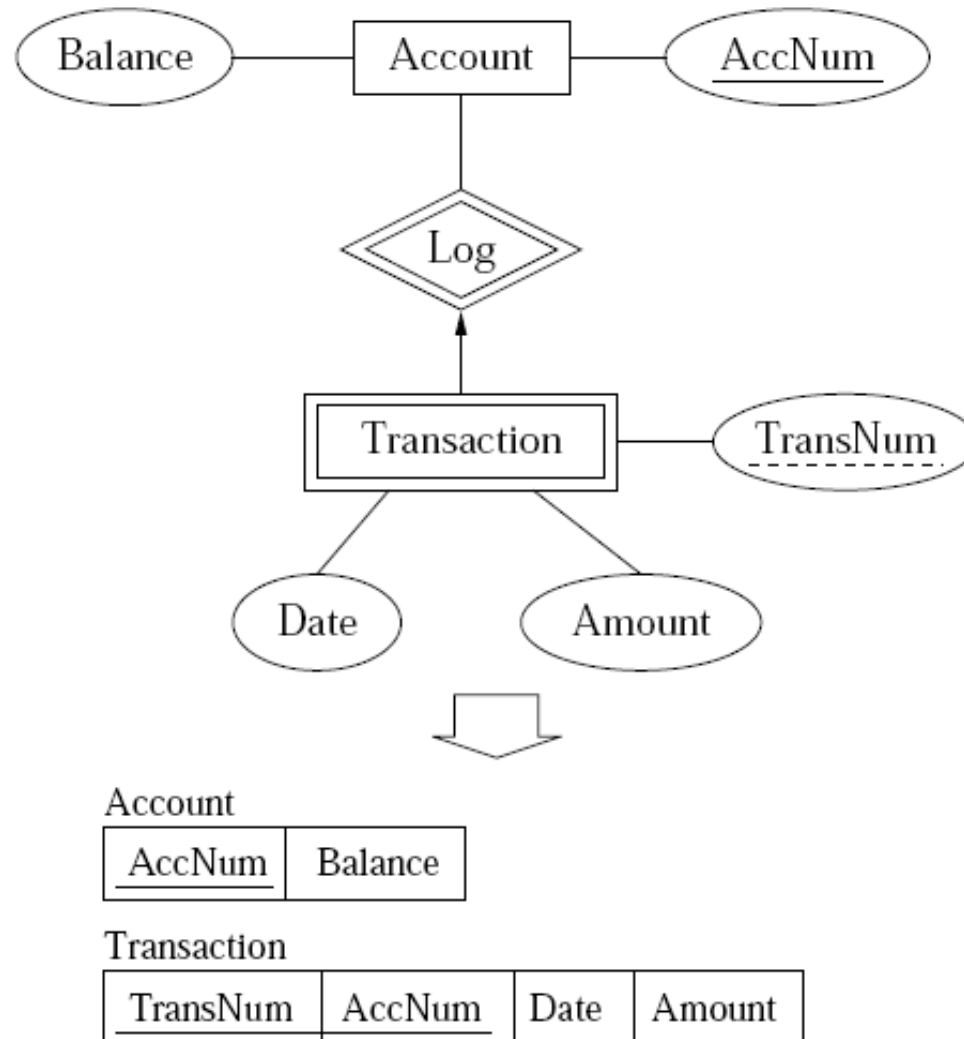 Balance Account AccNum
Log
Transaction TransNum
Date Amount
Account
AccNum Balance
Transaction
TransNum AccNum Date Amount